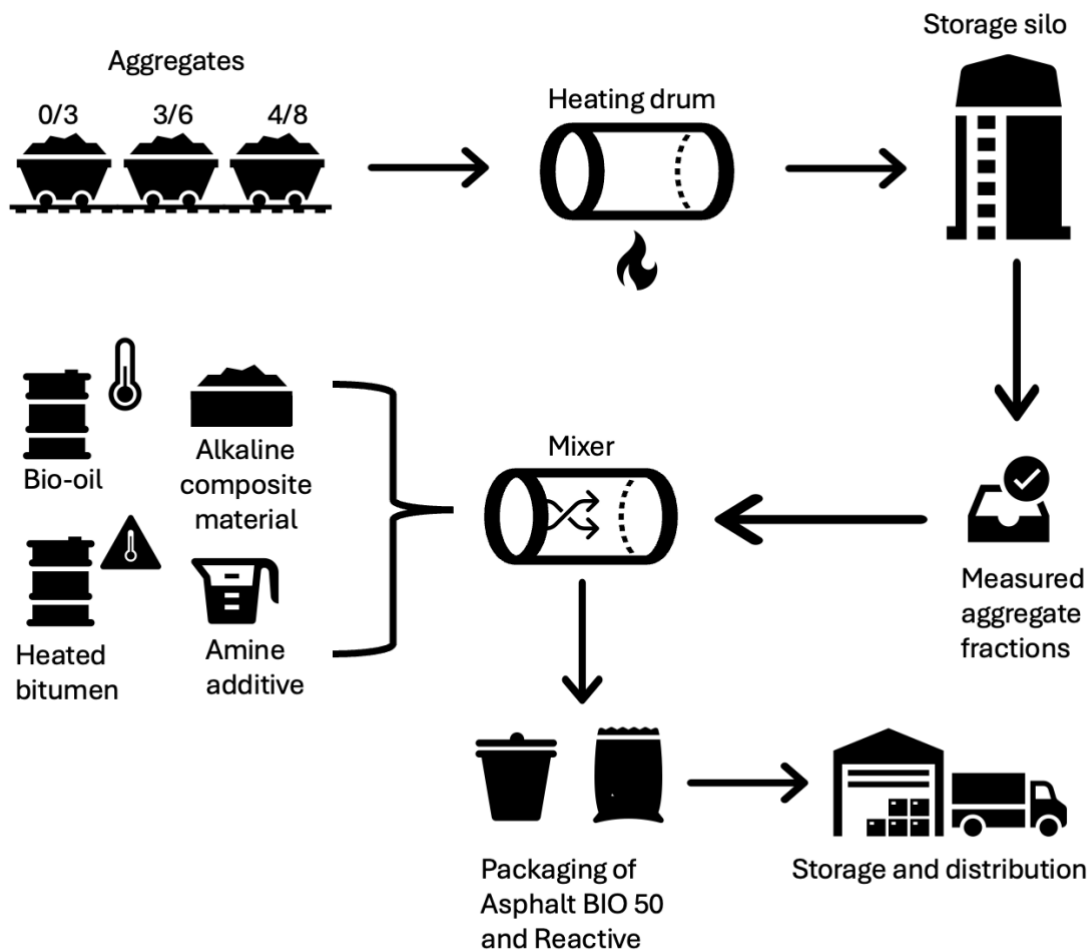 Storage silo
Aggregates
0/3
3/6
4/8
Heating drum
Bio-oil
Alkaline
composite
material
Heated
bitumen
Amine
additive
Mixer
Measured
aggregate
fractions
Packaging of
Asphalt BIO 50
and Reactive
Storage and distribution